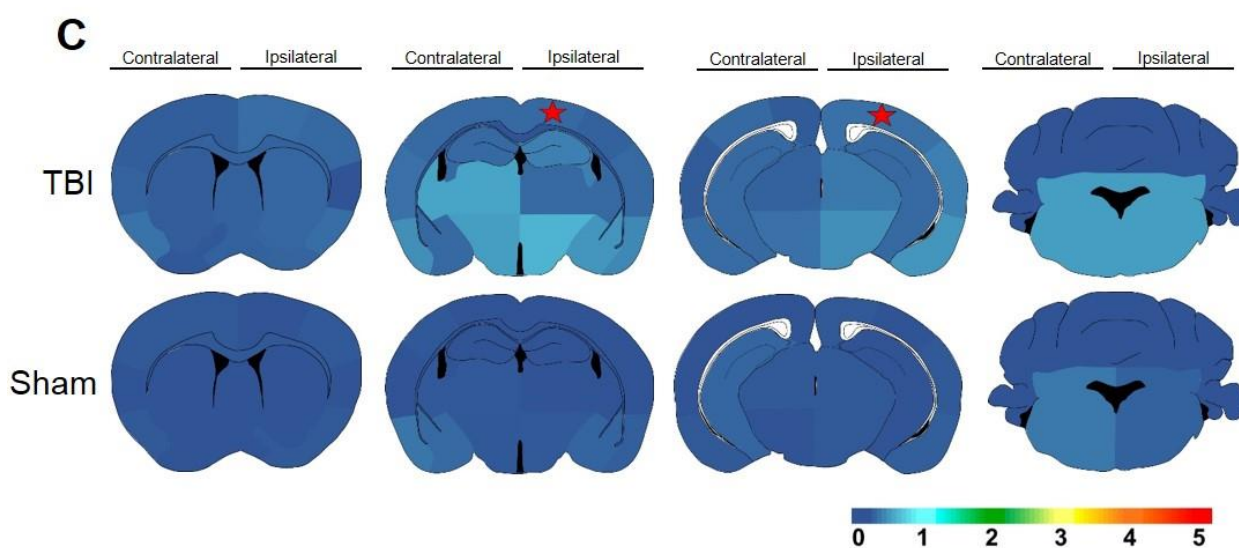 C
Contralateral Ipsilateral Contralateral Ipsilateral Contralateral Ipsilateral Contralateral Ipsilateral
TBI
Sham
0 1 2 3 4 5